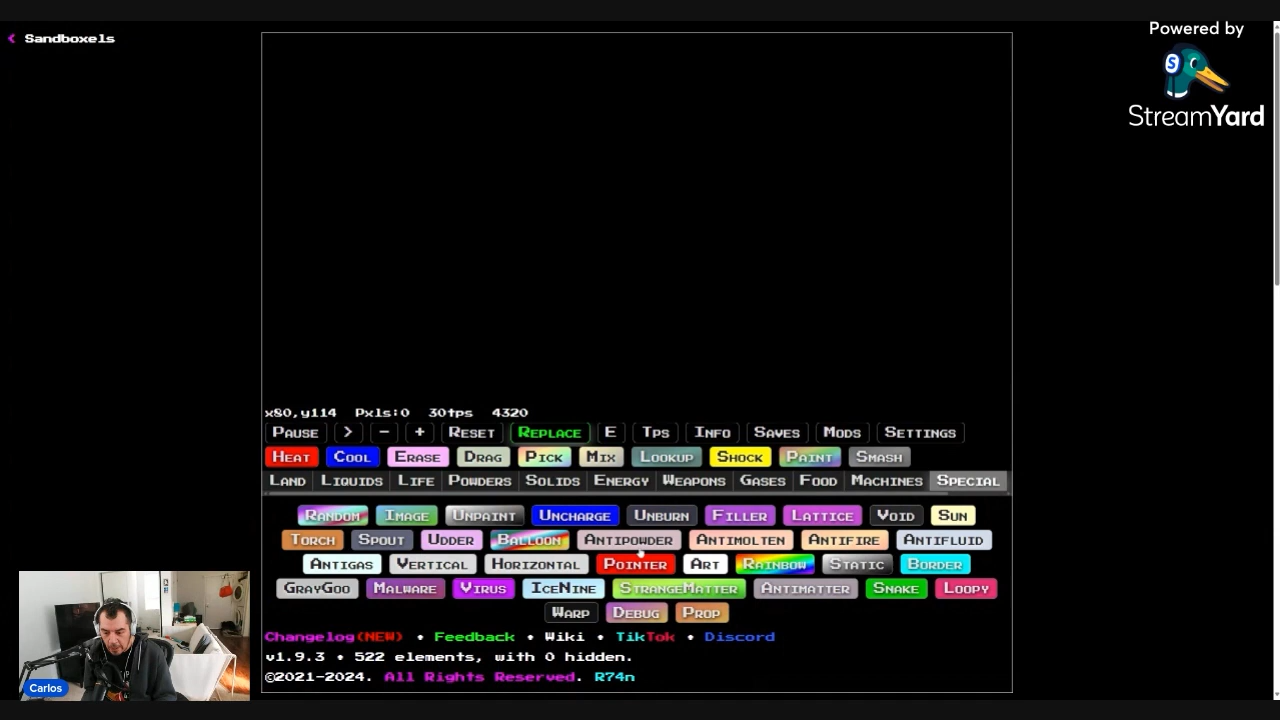 < Sandboxels
Powered by
S
StreamYard
x80,y114 Pxls:0 30tps 4320
Pause > - + Reset Replace E Tps Info Saves Mods Settings
Heat Cool Erase Drag Pick Mix Lookup Shock Paint Smash
Land Liquids Life Powders Solids Energy Weapons Gases Food Machines Special
Random Image Unpaint Uncharge Unburn Filler Lattice Void Sun
Torch Spout Udder Balloon Antipowder Antimolten Antifire Antifluid
Antigas Vertical Horizontal Pointer Art Rainbow Static Border
GrayGoo Malware Virus IceNine StrangeMatter Antimatter Snake Loopy
Warp Debug Prop
Changelog(NEW) • Feedback • Wiki • TikTok • Discord
v1.9.3 • 522 elements, with 0 hidden.
©2021-2024. All Rights Reserved. R74n
Carlos